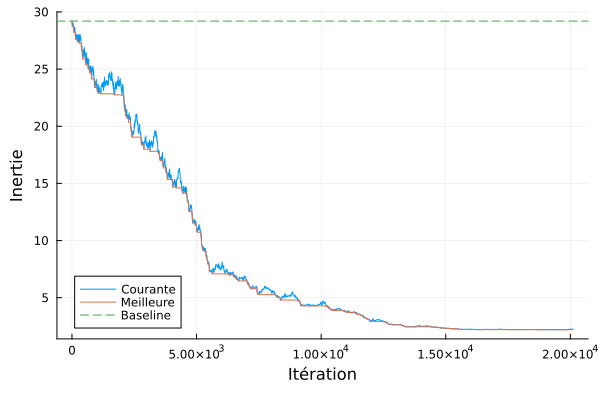 30
25
20
15
10
5
Inertie
Courante
Meilleure
Baseline
0 5.00×10³ 1.00×10⁴ 1.50×10⁴ 2.00×10⁴
Itération